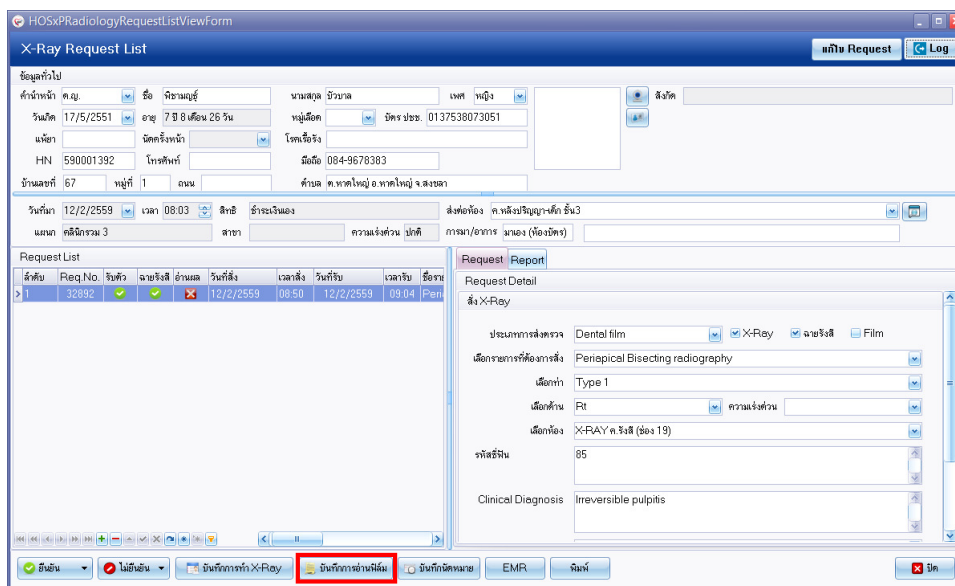 HOSxPRadiologyRequestListViewForm
X-Ray Request List
แก้ไข Request
Log
ข้อมูลทั่วไป
คำนำหน้า ด.ญ. ชื่อ พิชามญธุ์ นามสกุล บัวบาล เพศ หญิง สังกัด
วันเกิด 17/5/2551 อายุ 7 ปี 8 เดือน 26 วัน หมู่เลือด บัตร ปชช. 0137538073051
แพ้ยา นัดครั้งหน้า โรคเรื้อรัง
HN 590001392 โทรศัพท์ มือถือ 084-9678383
บ้านเลขที่ 67 หมู่ที่ 1 ถนน ตำบล ต.หาดใหญ่ อ.หาดใหญ่ จ.สงขลา
วันที่มา 12/2/2559 เวลา 08:03 สิทธิ ชำระเงินเอง ส่งต่อห้อง ค.หลังปริญญา-เด็ก ชั้น3
แผนก คลินิกรวม 3 สาขา ความเร่งด่วน ปกติ การมา/อาการ มาเอง (ห้องบัตร)
Request List
ลำดับ Req.No. รับตัว ฉายรังสี อ่านผล วันที่สั่ง เวลาสั่ง วันที่รับ เวลารับ ชื่อราย
1 32892 12/2/2559 08:50 12/2/2559 09:04 Peri
Request Report
Request Detail
สั่ง X-Ray
ประเภทการส่งตรวจ Dental film X-Ray ฉายรังสี Film
เลือกรายการที่ต้องการสั่ง Periapical Bisecting radiography
เลือกท่า Type 1
เลือกด้าน Rt ความเร่งด่วน
เลือกห้อง X-RAY ค.รังสี (ช่อง 19)
รหัสซี่ฟัน 85
Clinical Diagnosis Irreversible pulpitis
ยืนยัน ไม่ยืนยัน บันทึกการทำ X-Ray บันทึกการอ่านฟิล์ม บันทึกนัดหมาย EMR พิมพ์ ปิด